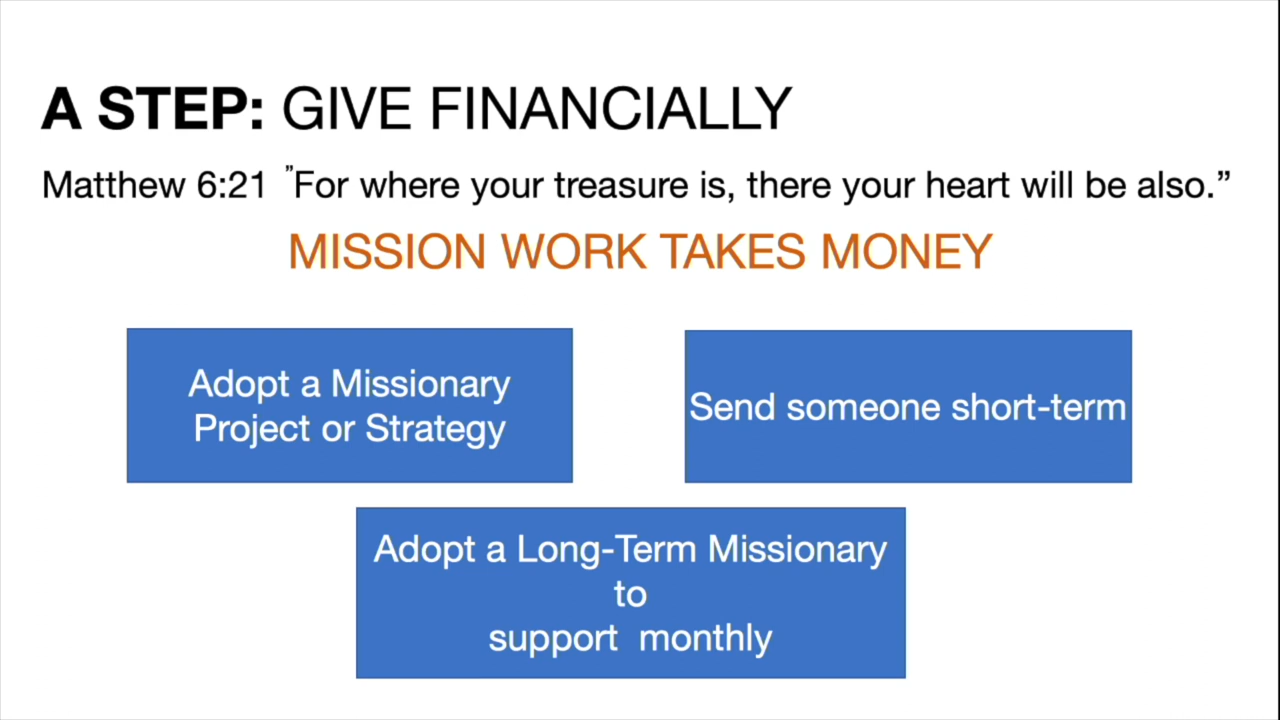 A STEP: GIVE FINANCIALLY
Matthew 6:21 ”For where your treasure is, there your heart will be also.”
MISSION WORK TAKES MONEY
Adopt a Missionary
Project or Strategy
Send someone short-term
Adopt a Long-Term Missionary
to
support  monthly